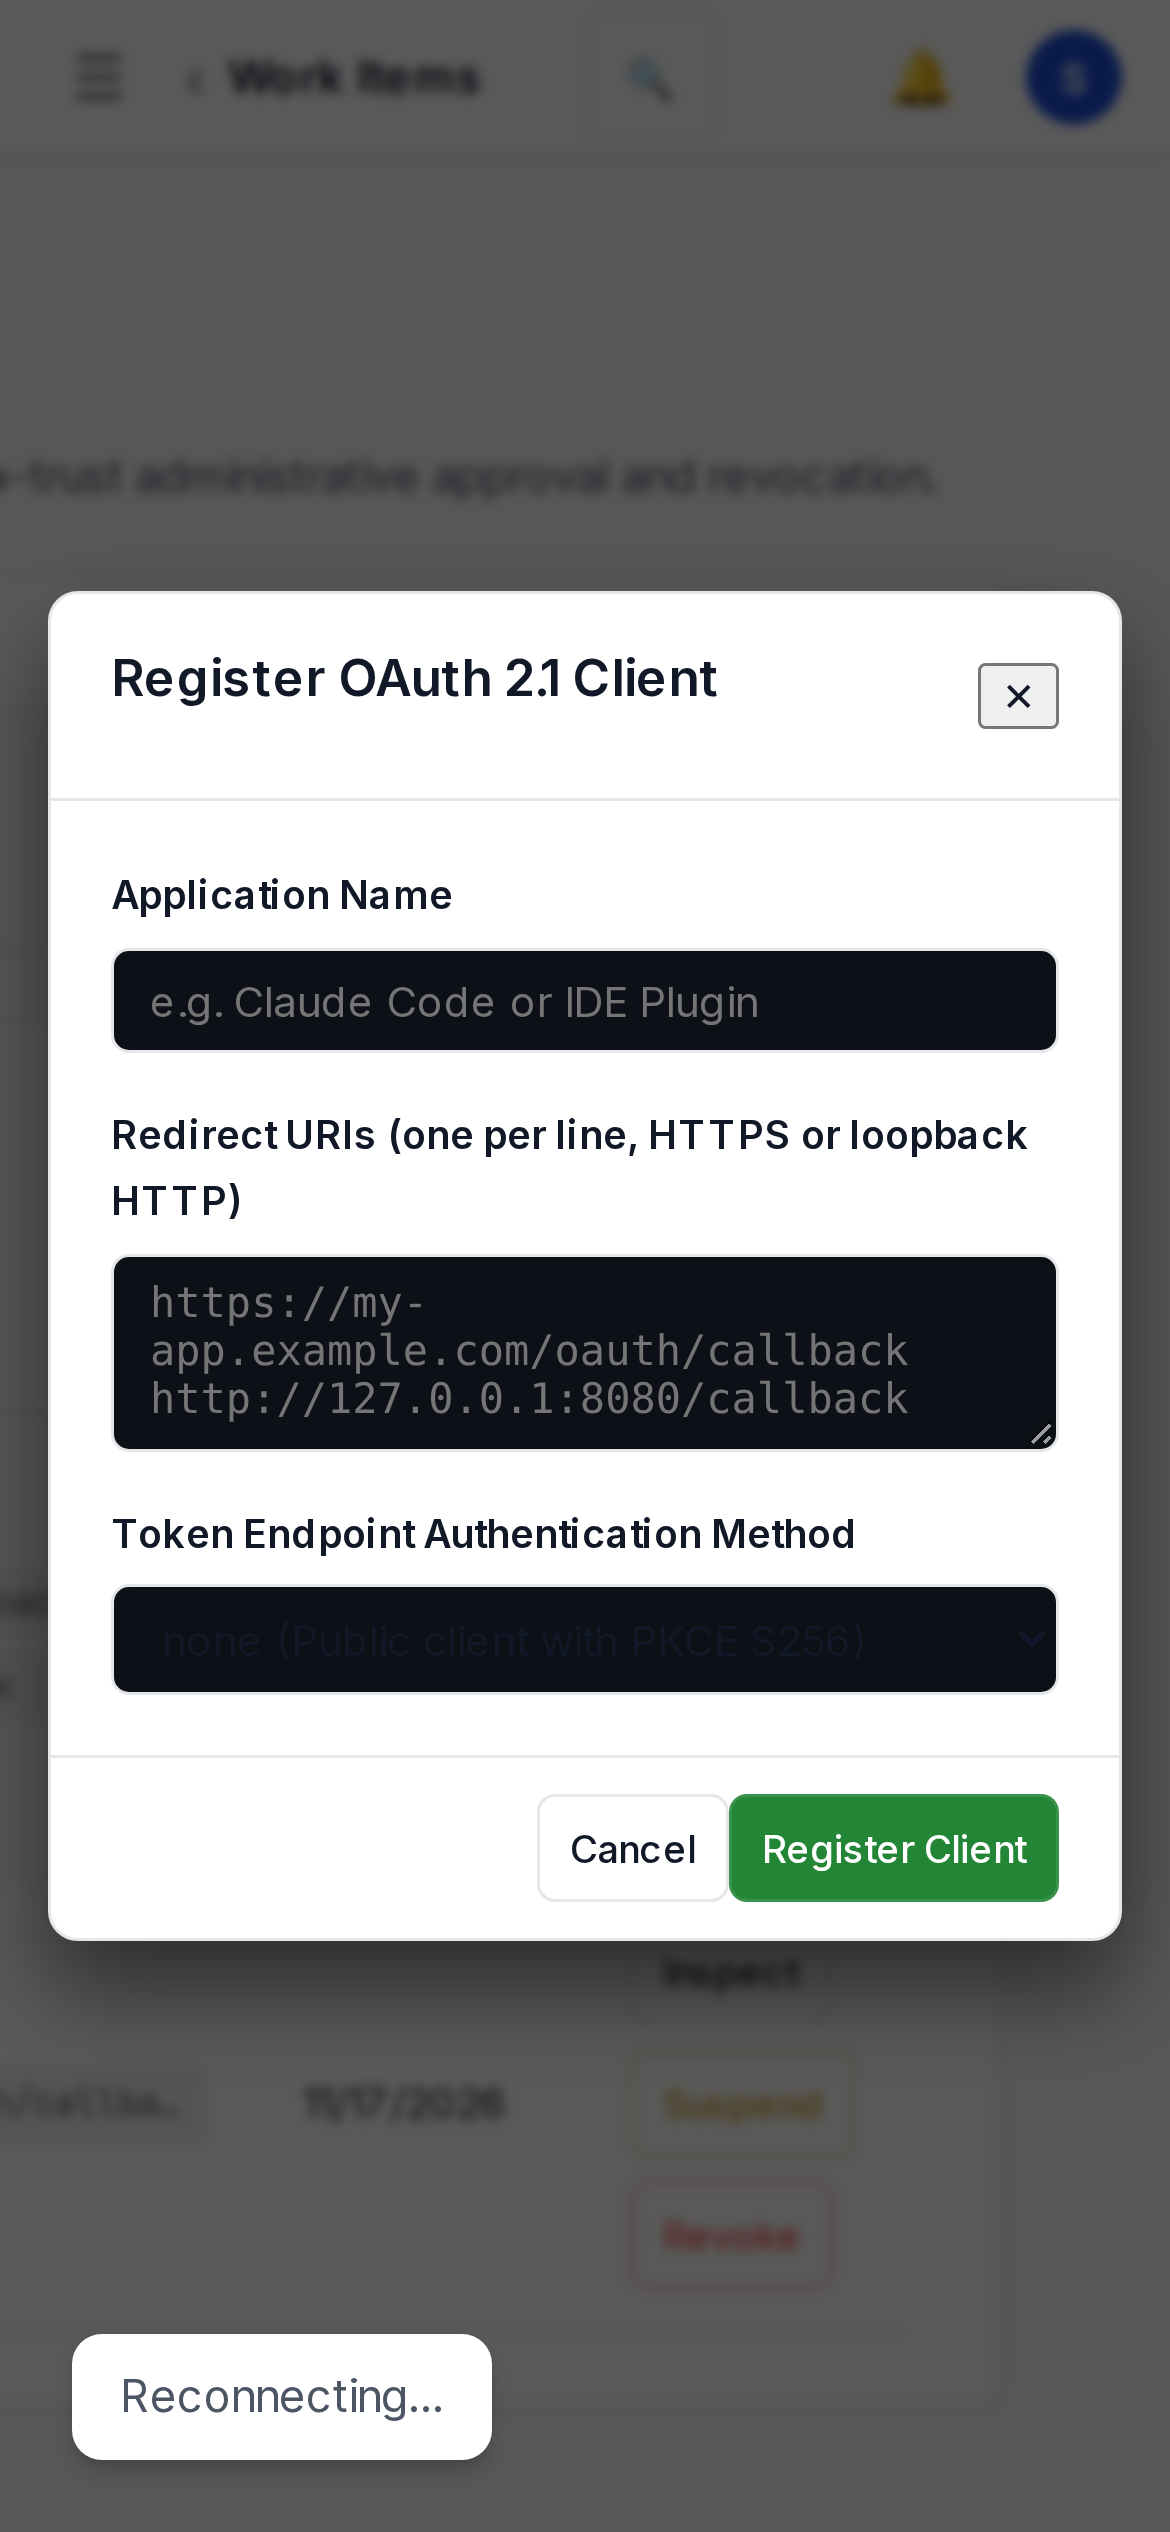 ‹ Work Items
S
-trust administrative approval and revocation.
Register OAuth 2.1 Client
×
Application Name
e.g. Claude Code or IDE Plugin
Redirect URIs (one per line, HTTPS or loopback
HTTP)
https://my-
app.example.com/oauth/callback
http://127.0.0.1:8080/callback
Token Endpoint Authentication Method
none (Public client with PKCE S256)
Cancel
Register Client
Inspect
/callba…
11/17/2026
Suspend
Revoke
Reconnecting...